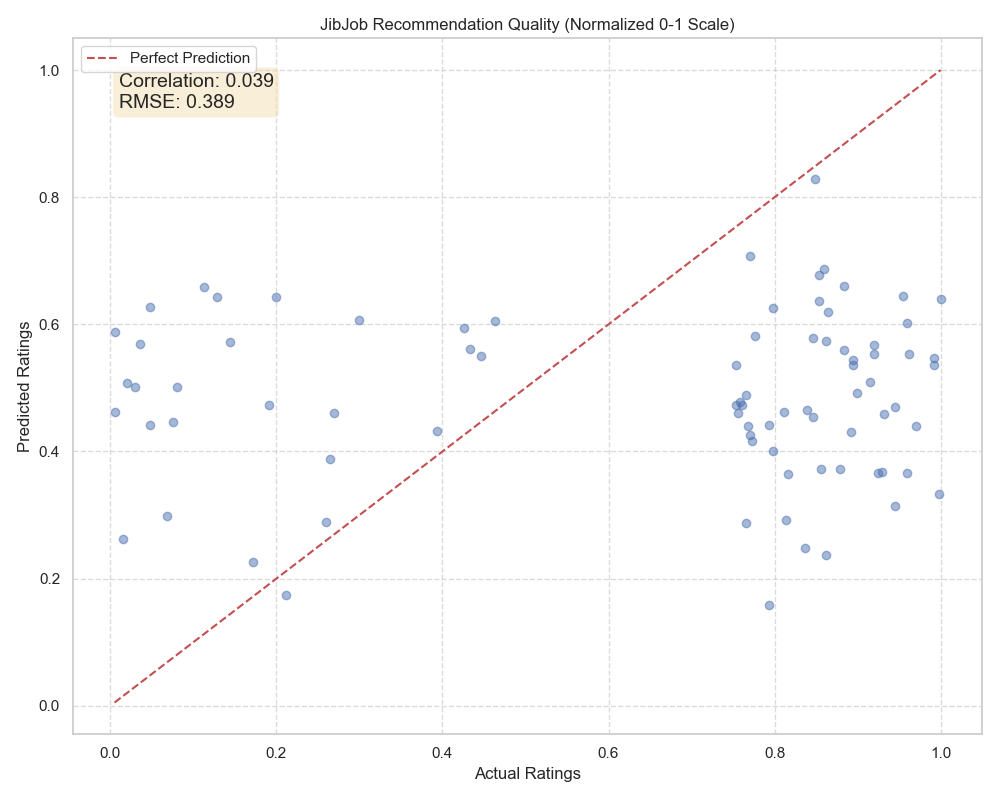 JibJob Recommendation Quality (Normalized 0-1 Scale)
Perfect Prediction
Correlation: 0.039
RMSE: 0.389
Predicted Ratings
1.0
0.8
0.6
0.4
0.2
0.0
0.0 0.2 0.4 0.6 0.8 1.0
Actual Ratings